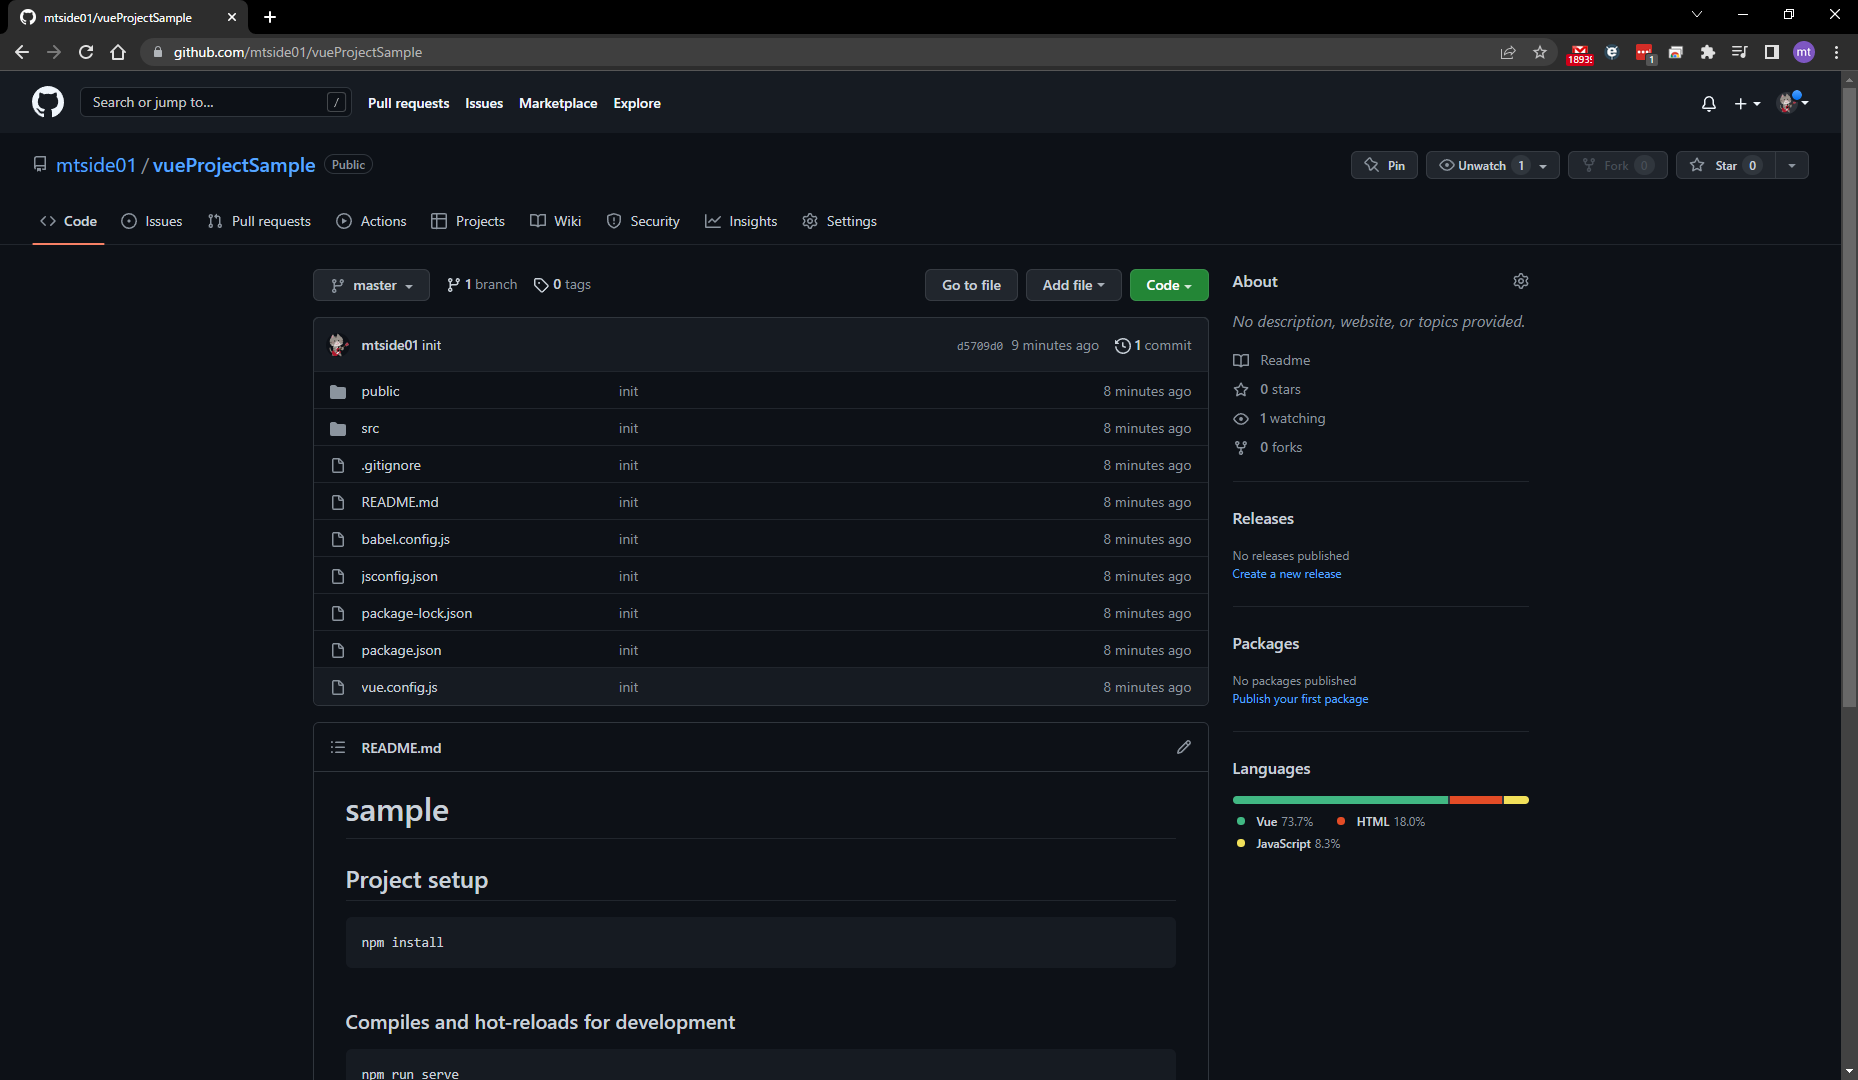 mtside01/vueProjectSample
github.com/mtside01/vueProjectSample
1893
1
mt
Search or jump to...
/
Pull requests Issues Marketplace Explore
mtside01 / vueProjectSample Public
Pin
Unwatch 1
Fork 0
Star 0
Code Issues Pull requests Actions Projects Wiki Security Insights Settings
master 1 branch 0 tags
Go to file Add file Code
mtside01 init d5709d0 9 minutes ago 1 commit
public init 8 minutes ago
src init 8 minutes ago
.gitignore init 8 minutes ago
README.md init 8 minutes ago
babel.config.js init 8 minutes ago
jsconfig.json init 8 minutes ago
package-lock.json init 8 minutes ago
package.json init 8 minutes ago
vue.config.js init 8 minutes ago
README.md
sample
Project setup
npm install
Compiles and hot-reloads for development
npm run serve
About
No description, website, or topics provided.
Readme
0 stars
1 watching
0 forks
Releases
No releases published
Create a new release
Packages
No packages published
Publish your first package
Languages
Vue 73.7% HTML 18.0%
JavaScript 8.3%